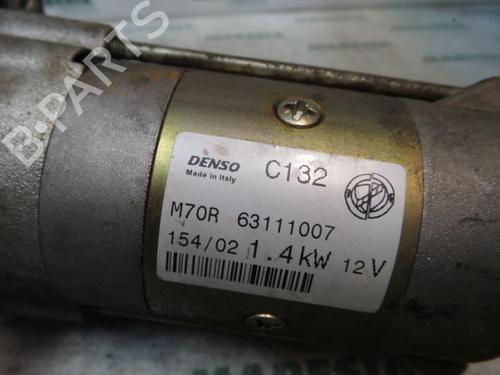 B-PARTS
DENSO C132
Made in Italy
M70R 63111007
154/02 1.4kW 12V